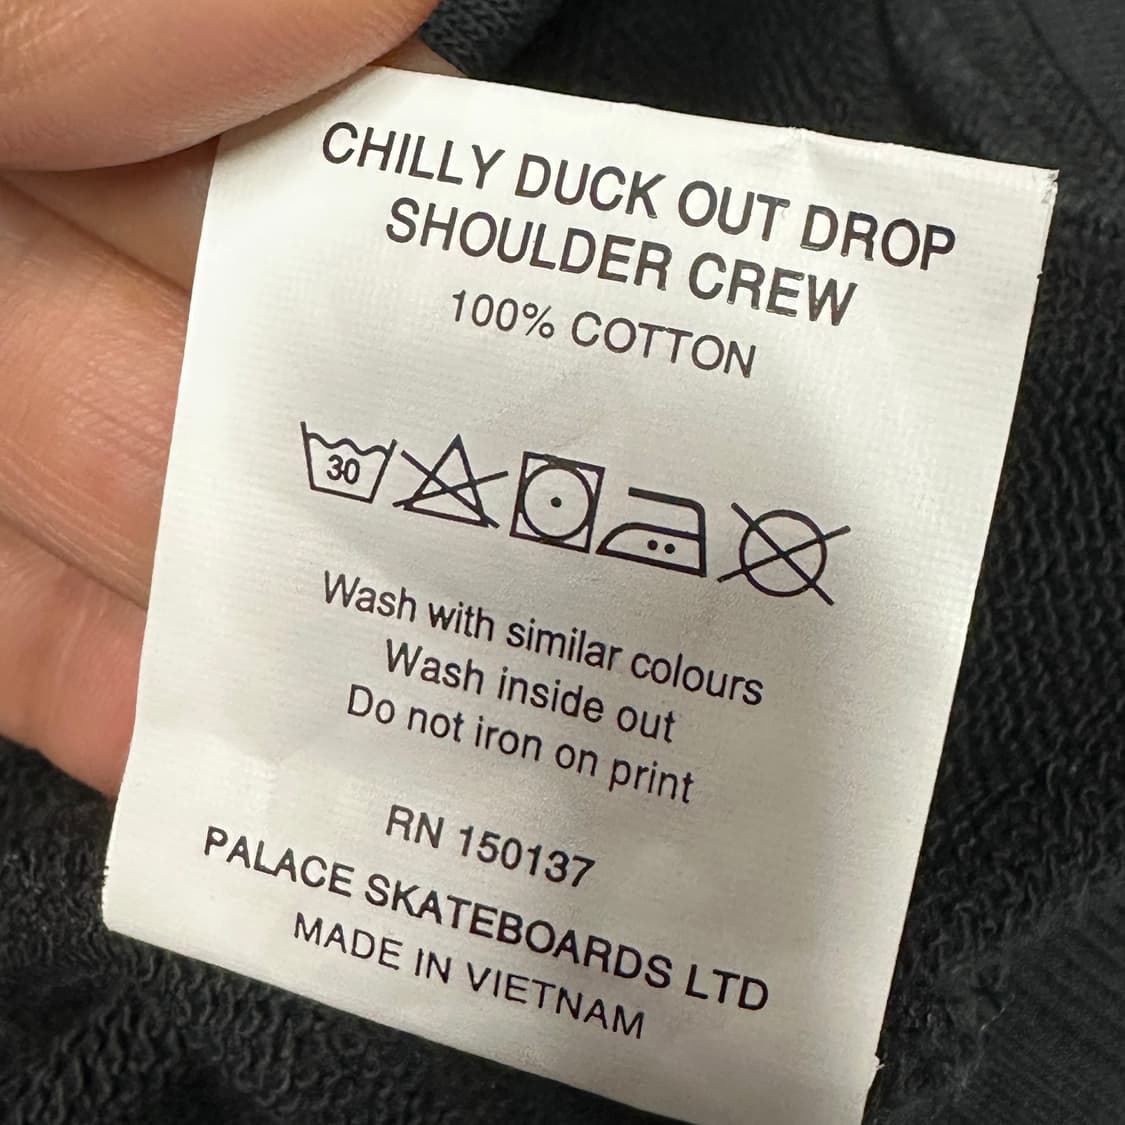 CHILLY DUCK OUT DROP
SHOULDER CREW
100% COTTON
30
Wash with similar colours
Wash inside out
Do not iron on print
RN 150137
PALACE SKATEBOARDS LTD
MADE IN VIETNAM